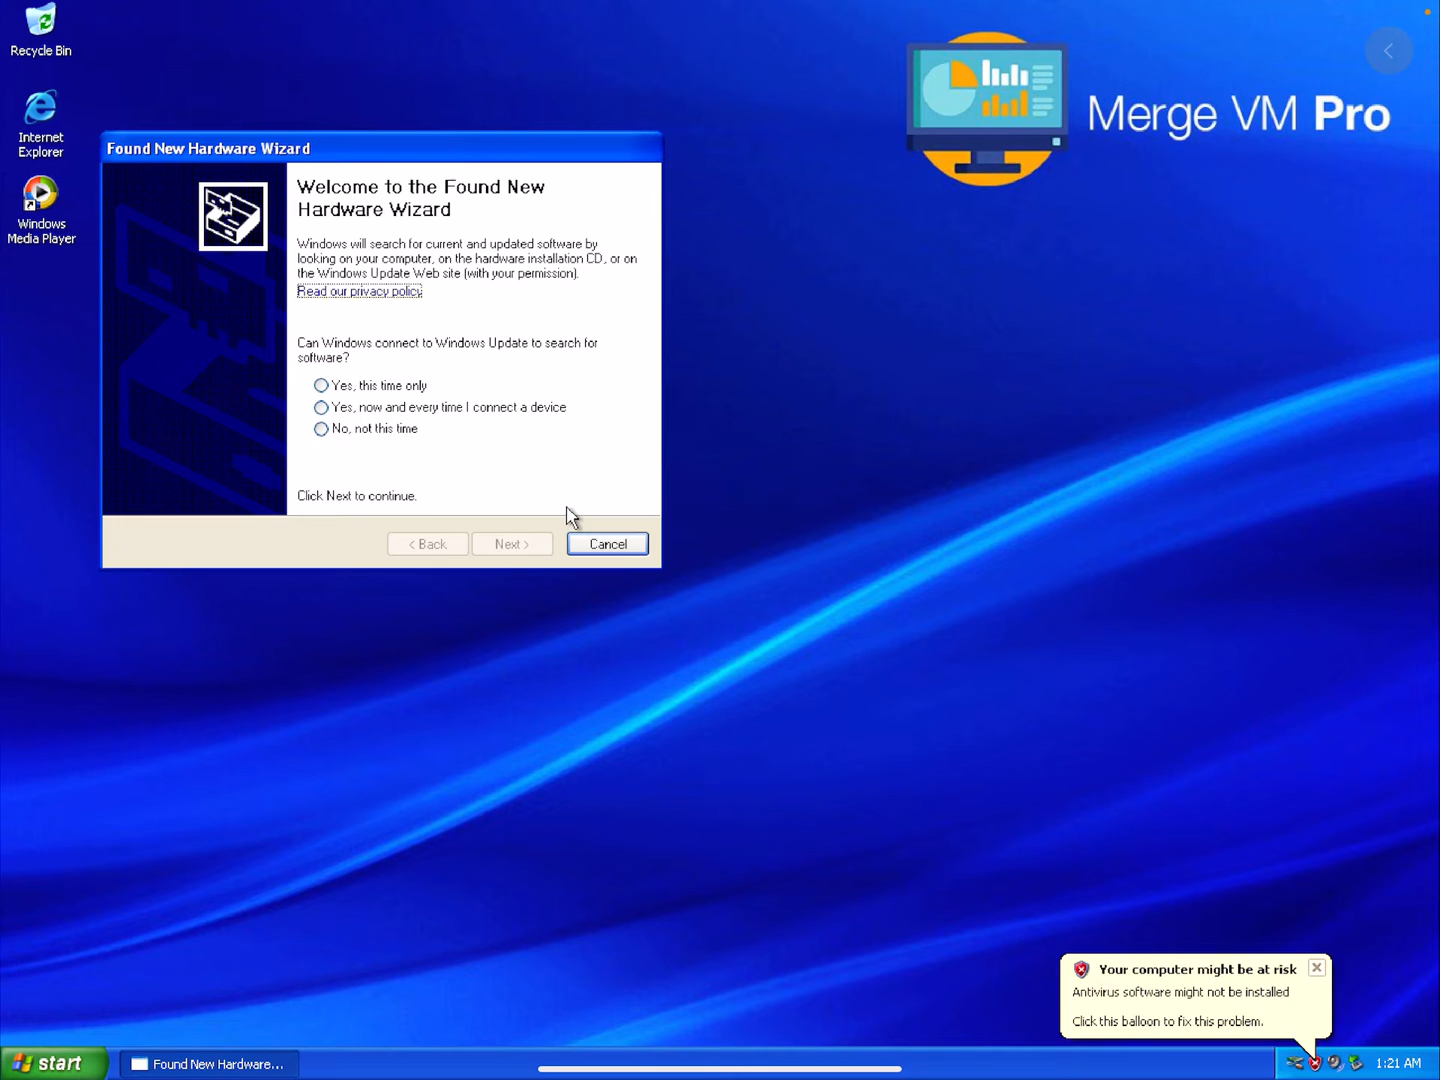 Recycle Bin
Internet
Explorer
Windows
Media Player
Merge VM Pro
Found New Hardware Wizard
Welcome to the Found New
Hardware Wizard
Windows will search for current and updated software by
looking on your computer, on the hardware installation CD, or on
the Windows Update Web site (with your permission).
Read our privacy policy
Can Windows connect to Windows Update to search for
software?
Yes, this time only
Yes, now and every time I connect a device
No, not this time
Click Next to continue.
< Back
Next >
Cancel
Your computer might be at risk
Antivirus software might not be installed
Click this balloon to fix this problem.
start
Found New Hardware...
1:21 AM